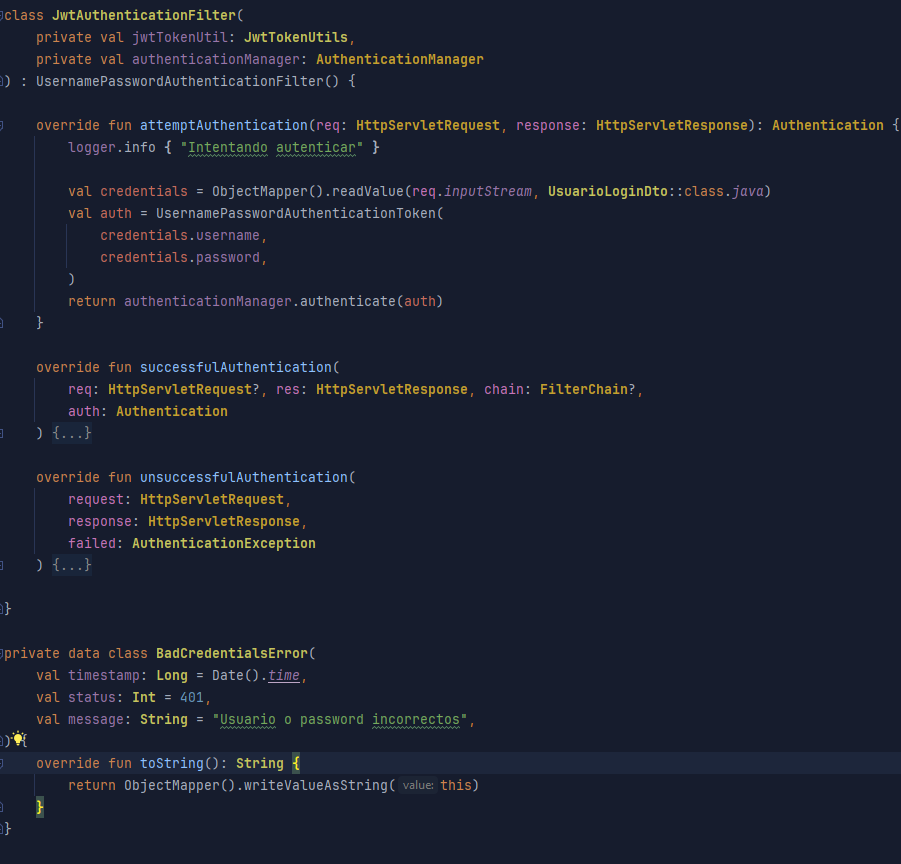 class JwtAuthenticationFilter(
    private val jwtTokenUtil: JwtTokenUtils,
    private val authenticationManager: AuthenticationManager
) : UsernamePasswordAuthenticationFilter() {
    override fun attemptAuthentication(req: HttpServletRequest, response: HttpServletResponse): Authentication {
        logger.info { "Intentando autenticar" }
        val credentials = ObjectMapper().readValue(req.inputStream, UsuarioLoginDto::class.java)
        val auth = UsernamePasswordAuthenticationToken(
            credentials.username,
            credentials.password,
        )
        return authenticationManager.authenticate(auth)
    }
    override fun successfulAuthentication(
        req: HttpServletRequest?, res: HttpServletResponse, chain: FilterChain?,
        auth: Authentication
    ) {...}
    override fun unsuccessfulAuthentication(
        request: HttpServletRequest,
        response: HttpServletResponse,
        failed: AuthenticationException
    ) {...}
}
private data class BadCredentialsError(
    val timestamp: Long = Date().time,
    val status: Int = 401,
    val message: String = "Usuario o password incorrectos",
) {
    override fun toString(): String {
        return ObjectMapper().writeValueAsString( value: this)
    }
}